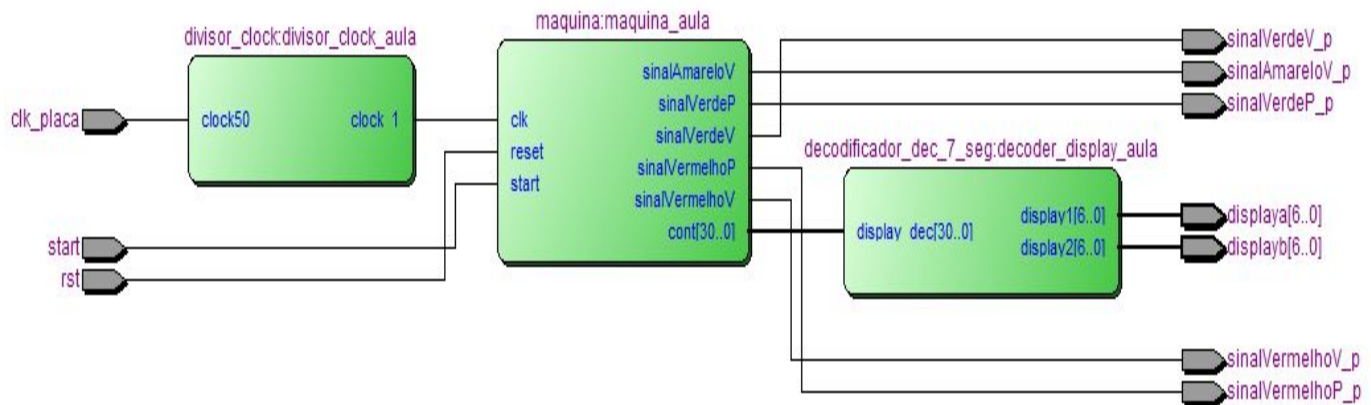 maquina:maquina_aula
divisor_clock:divisor_clock_aula
sinalVerdeV_p
sinalAmareloV
sinalAmareloV_p
sinalVerdeP
sinalVerdeP_p
clk_placa
clock50
clock_1
clk
sinalVerdeV
reset
sinalVermelhoP
decodificador_dec_7_seg:decoder_display_aula
start
sinalVermelhoV
display1[6..0]
displaya[6..0]
cont[30..0]
display_dec[30..0]
start
display2[6..0]
displayb[6..0]
rst
sinalVermelhoV_p
sinalVermelhoP_p